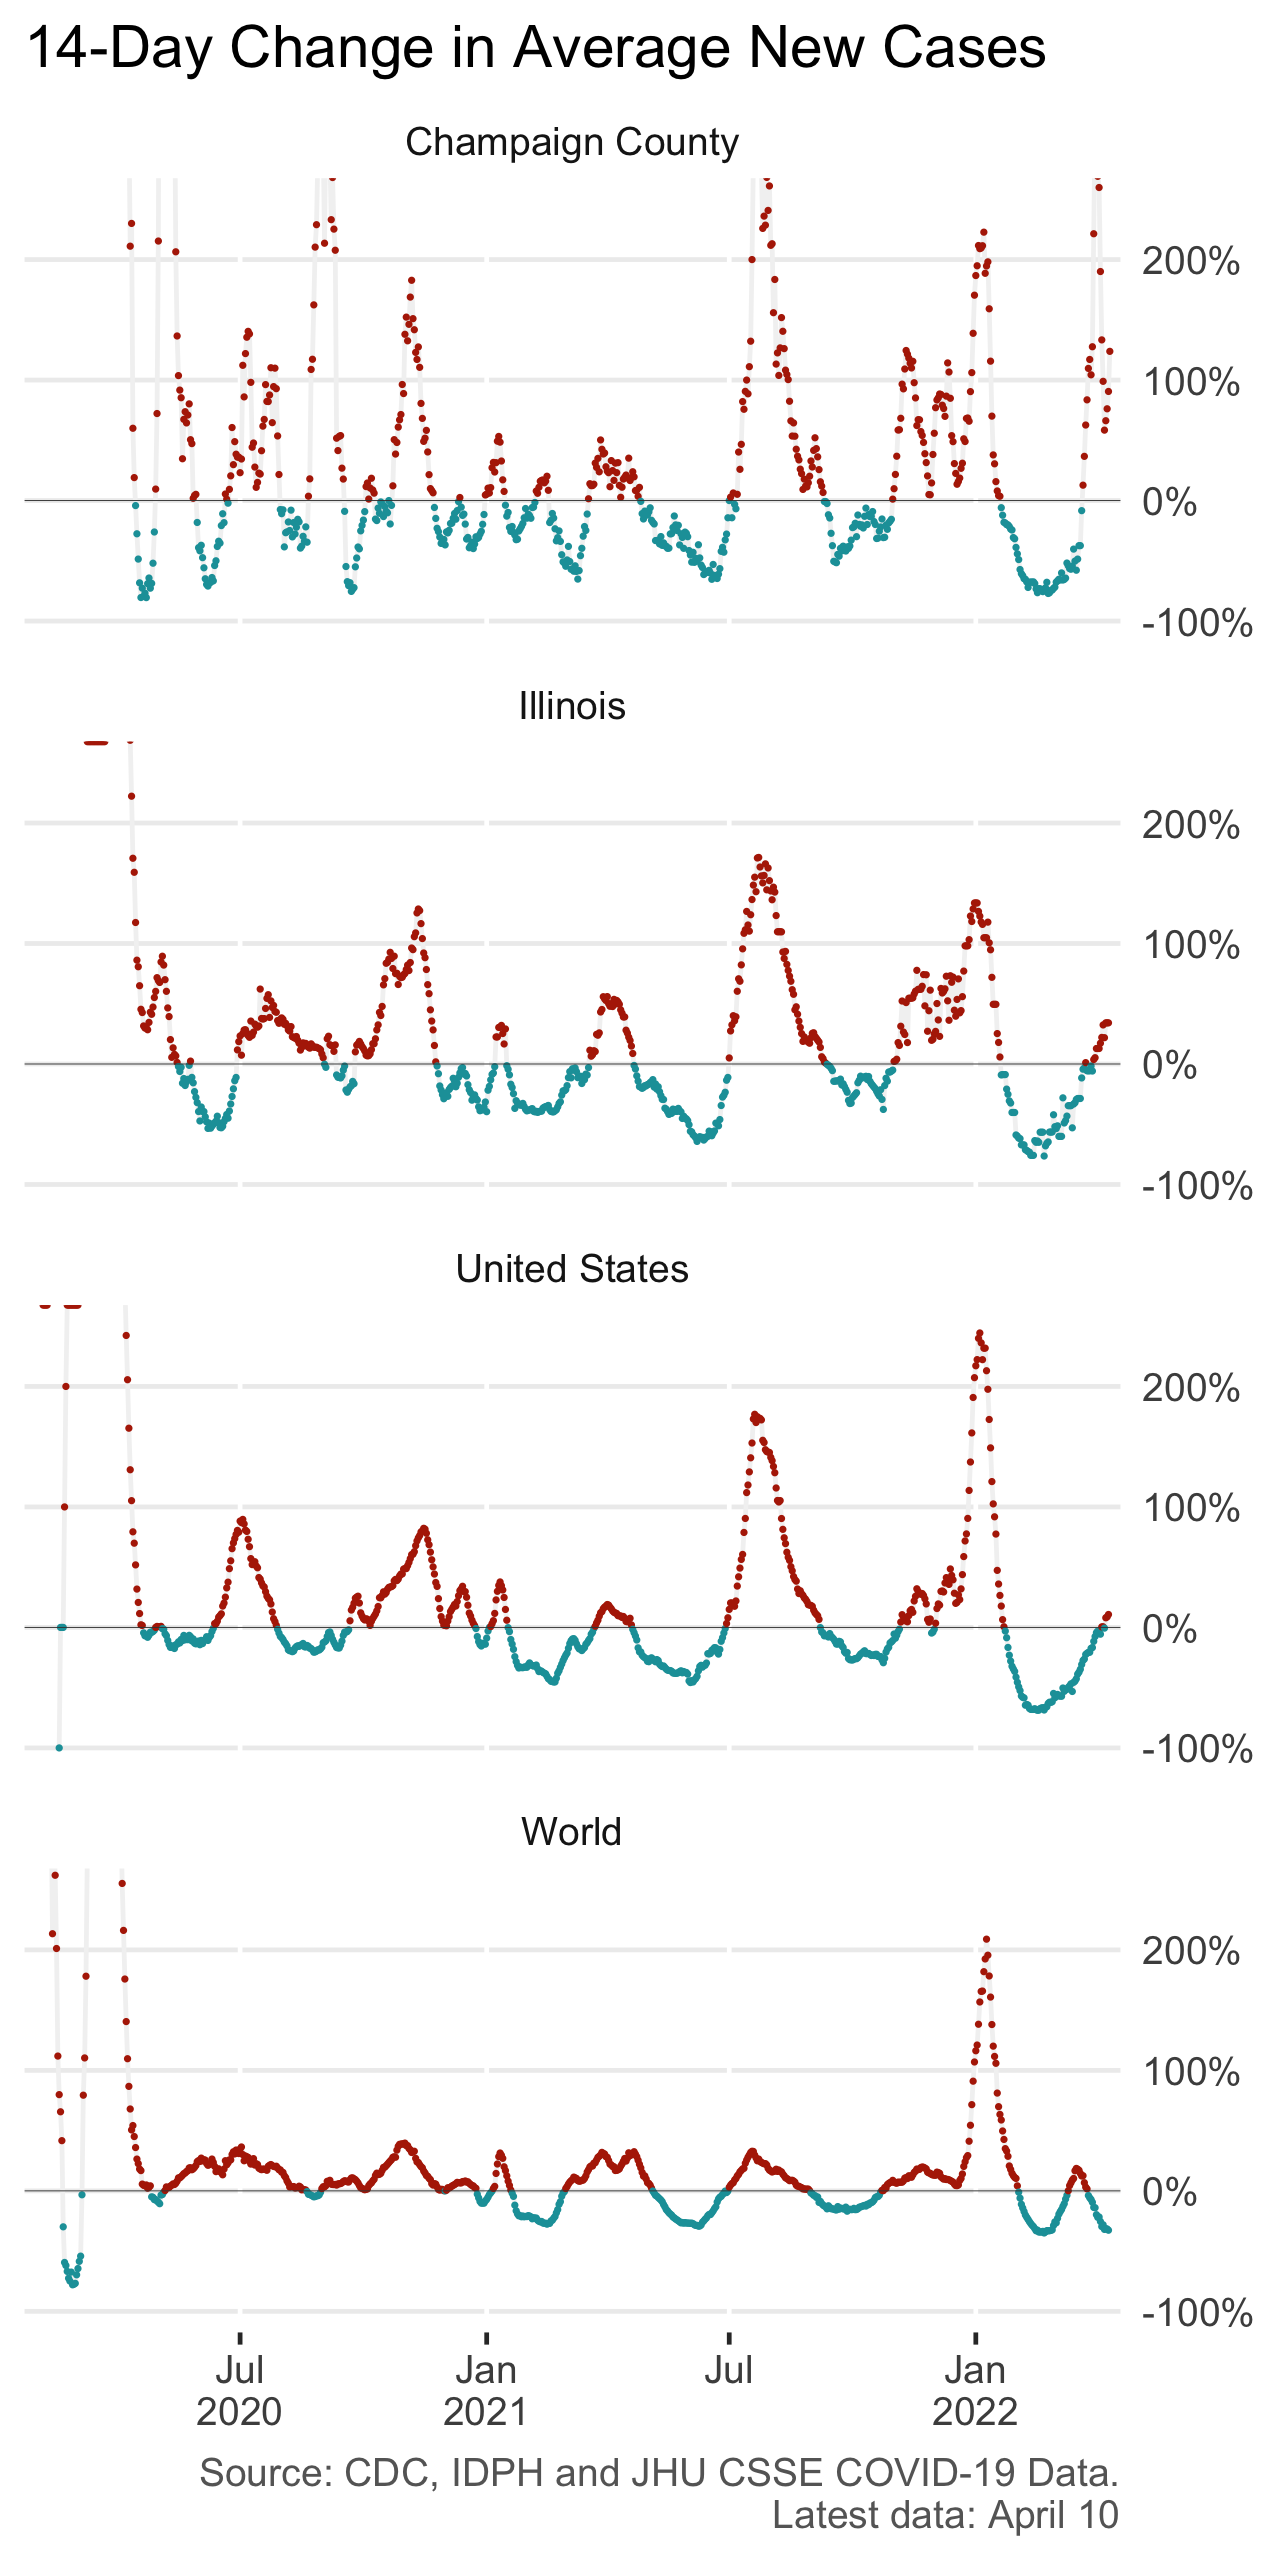 14-Day Change in Average New Cases
Champaign County
200%
100%
0%
-100%
Illinois
200%
100%
0%
-100%
United States
200%
100%
0%
-100%
World
200%
100%
0%
-100%
Jul Jan Jul Jan
2020 2021 2022
Source: CDC, IDPH and JHU CSSE COVID-19 Data.
Latest data: April 10